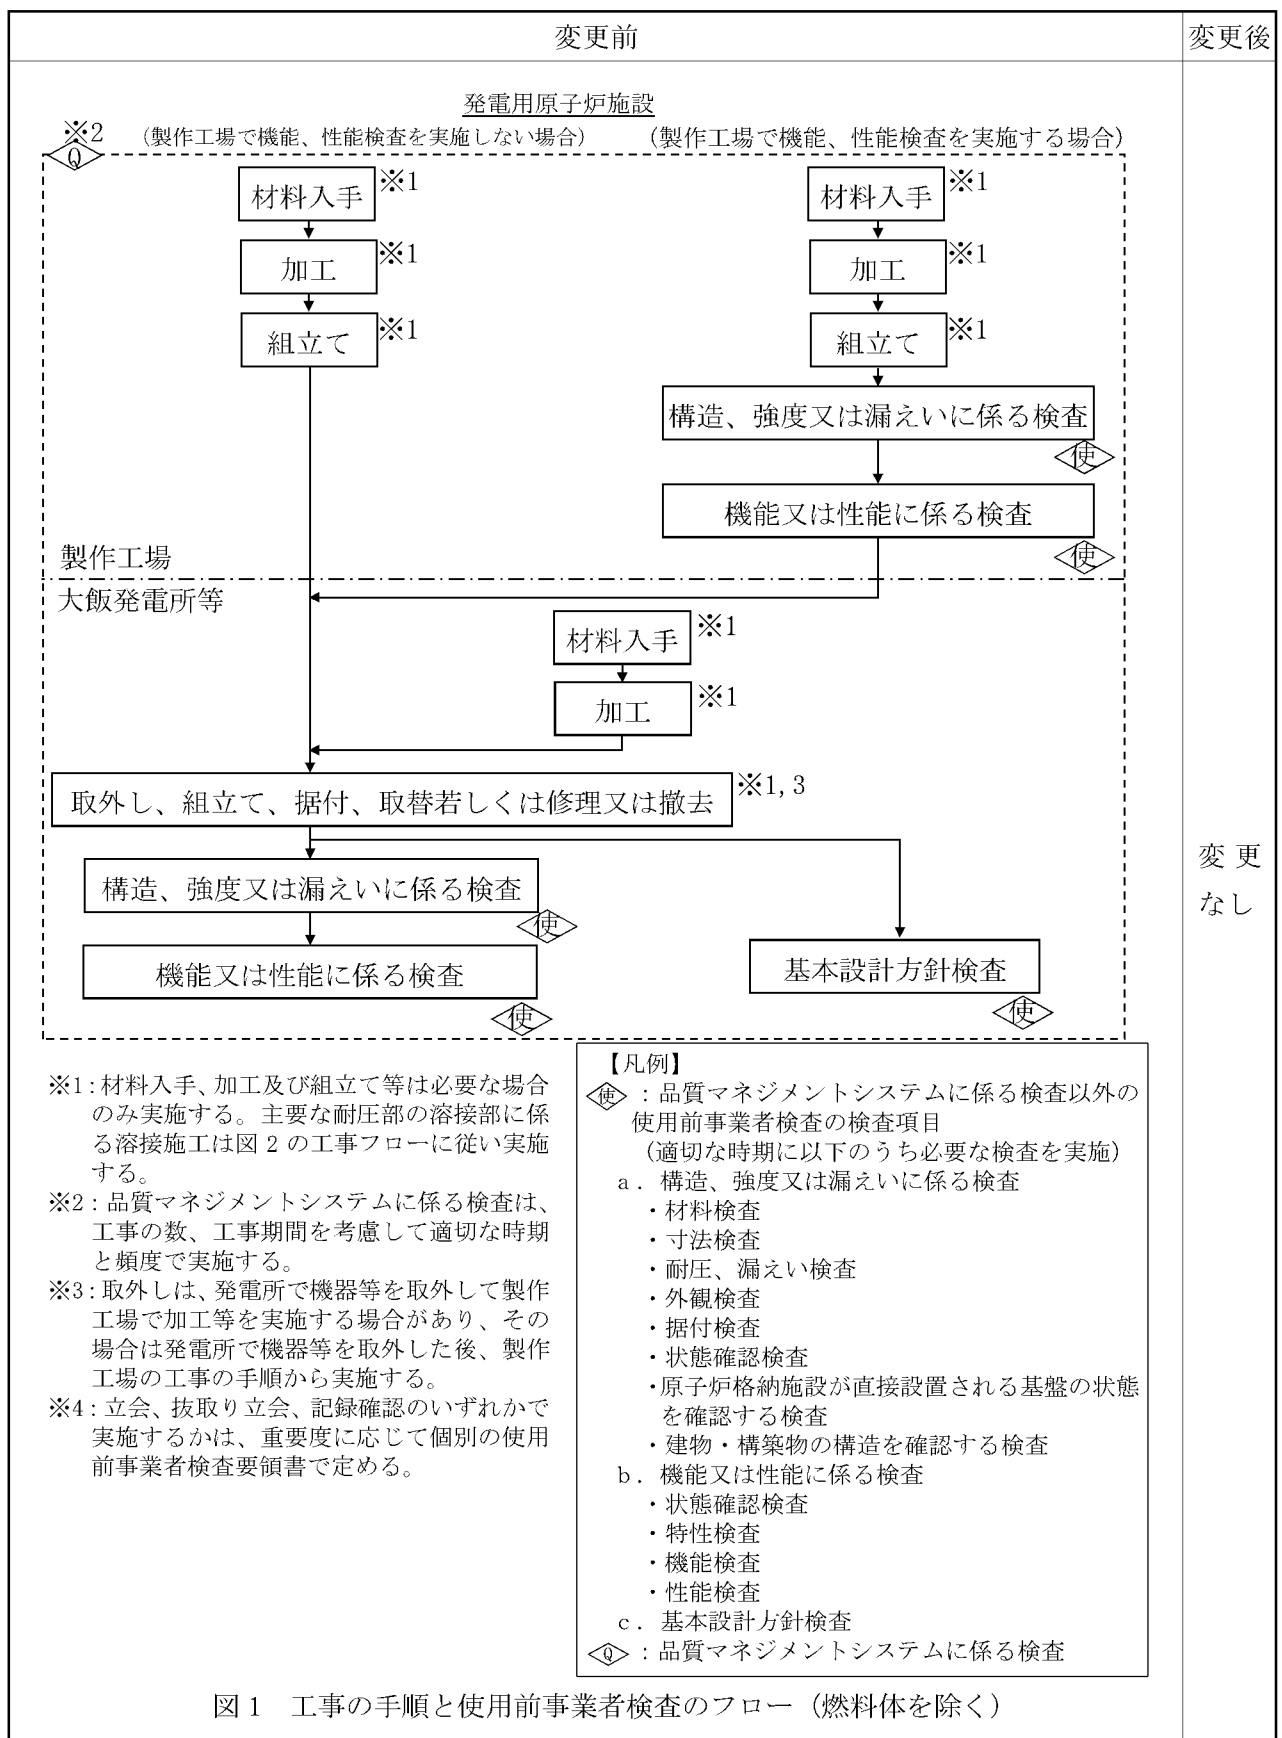 変更前
変更後
発電用原子炉施設
※2
（製作工場で機能、性能検査を実施しない場合）
（製作工場で機能、性能検査を実施する場合）
Q
材料入手
※1
材料入手
※1
加工
※1
加工
※1
組立て
※1
組立て
※1
構造、強度又は漏えいに係る検査
使
機能又は性能に係る検査
使
製作工場
大飯発電所等
材料入手
※1
加工
※1
取外し、組立て、据付、取替若しくは修理又は撤去
※1,3
構造、強度又は漏えいに係る検査
使
機能又は性能に係る検査
使
基本設計方針検査
使
変更
なし
※1:材料入手、加工及び組立て等は必要な場合
のみ実施する。主要な耐圧部の溶接部に係
る溶接施工は図2の工事フローに従い実施
する。
※2:品質マネジメントシステムに係る検査は、
工事の数、工事期間を考慮して適切な時期
と頻度で実施する。
※3:取外しは、発電所で機器等を取外して製作
工場で加工等を実施する場合があり、その
場合は発電所で機器等を取外した後、製作
工場の工事の手順から実施する。
※4:立会、抜取り立会、記録確認のいずれかで
実施するかは、重要度に応じて個別の使用
前事業者検査要領書で定める。
【凡例】
使：品質マネジメントシステムに係る検査以外の
使用前事業者検査の検査項目
（適切な時期に以下のうち必要な検査を実施）
a．構造、強度又は漏えいに係る検査
・材料検査
・寸法検査
・耐圧、漏えい検査
・外観検査
・据付検査
・状態確認検査
・原子炉格納施設が直接設置される基盤の状態
を確認する検査
・建物・構築物の構造を確認する検査
b．機能又は性能に係る検査
・状態確認検査
・特性検査
・機能検査
・性能検査
c．基本設計方針検査
Q：品質マネジメントシステムに係る検査
図1　工事の手順と使用前事業者検査のフロー（燃料体を除く）